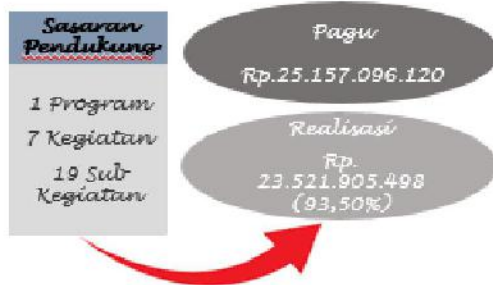 Sasaran
Pendukung
1 Program
7 Kegiatan
19 Sub
Kegiatan
Pagu
Rp.25.157.096.120
Realisasi
Rp.
23.521.905.498
(93,50%)